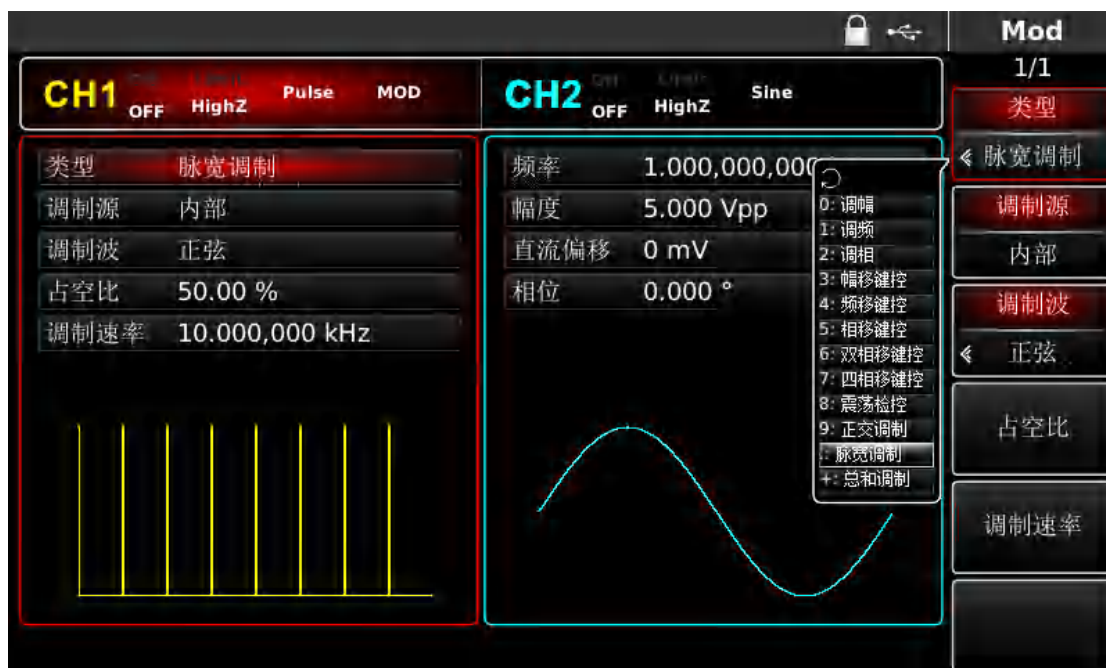 Mod
1/1
CH1 OFF HighZ Pulse MOD
CH2 OFF HighZ Sine
类型 脉宽调制
调制源 内部
调制波 正弦
占空比 50.00 %
调制速率 10.000,000 kHz
频率 1.000,000,000
幅度 5.000 Vpp
直流偏移 0 mV
相位 0.000 °
0: 调幅
1: 调频
2: 调相
3: 幅移键控
4: 频移键控
5: 相移键控
6: 双相移键控
7: 四相移键控
8: 震荡检控
9: 正交调制
.: 脉宽调制
+: 总和调制
类型
脉宽调制
调制源
内部
调制波
正弦
占空比
调制速率